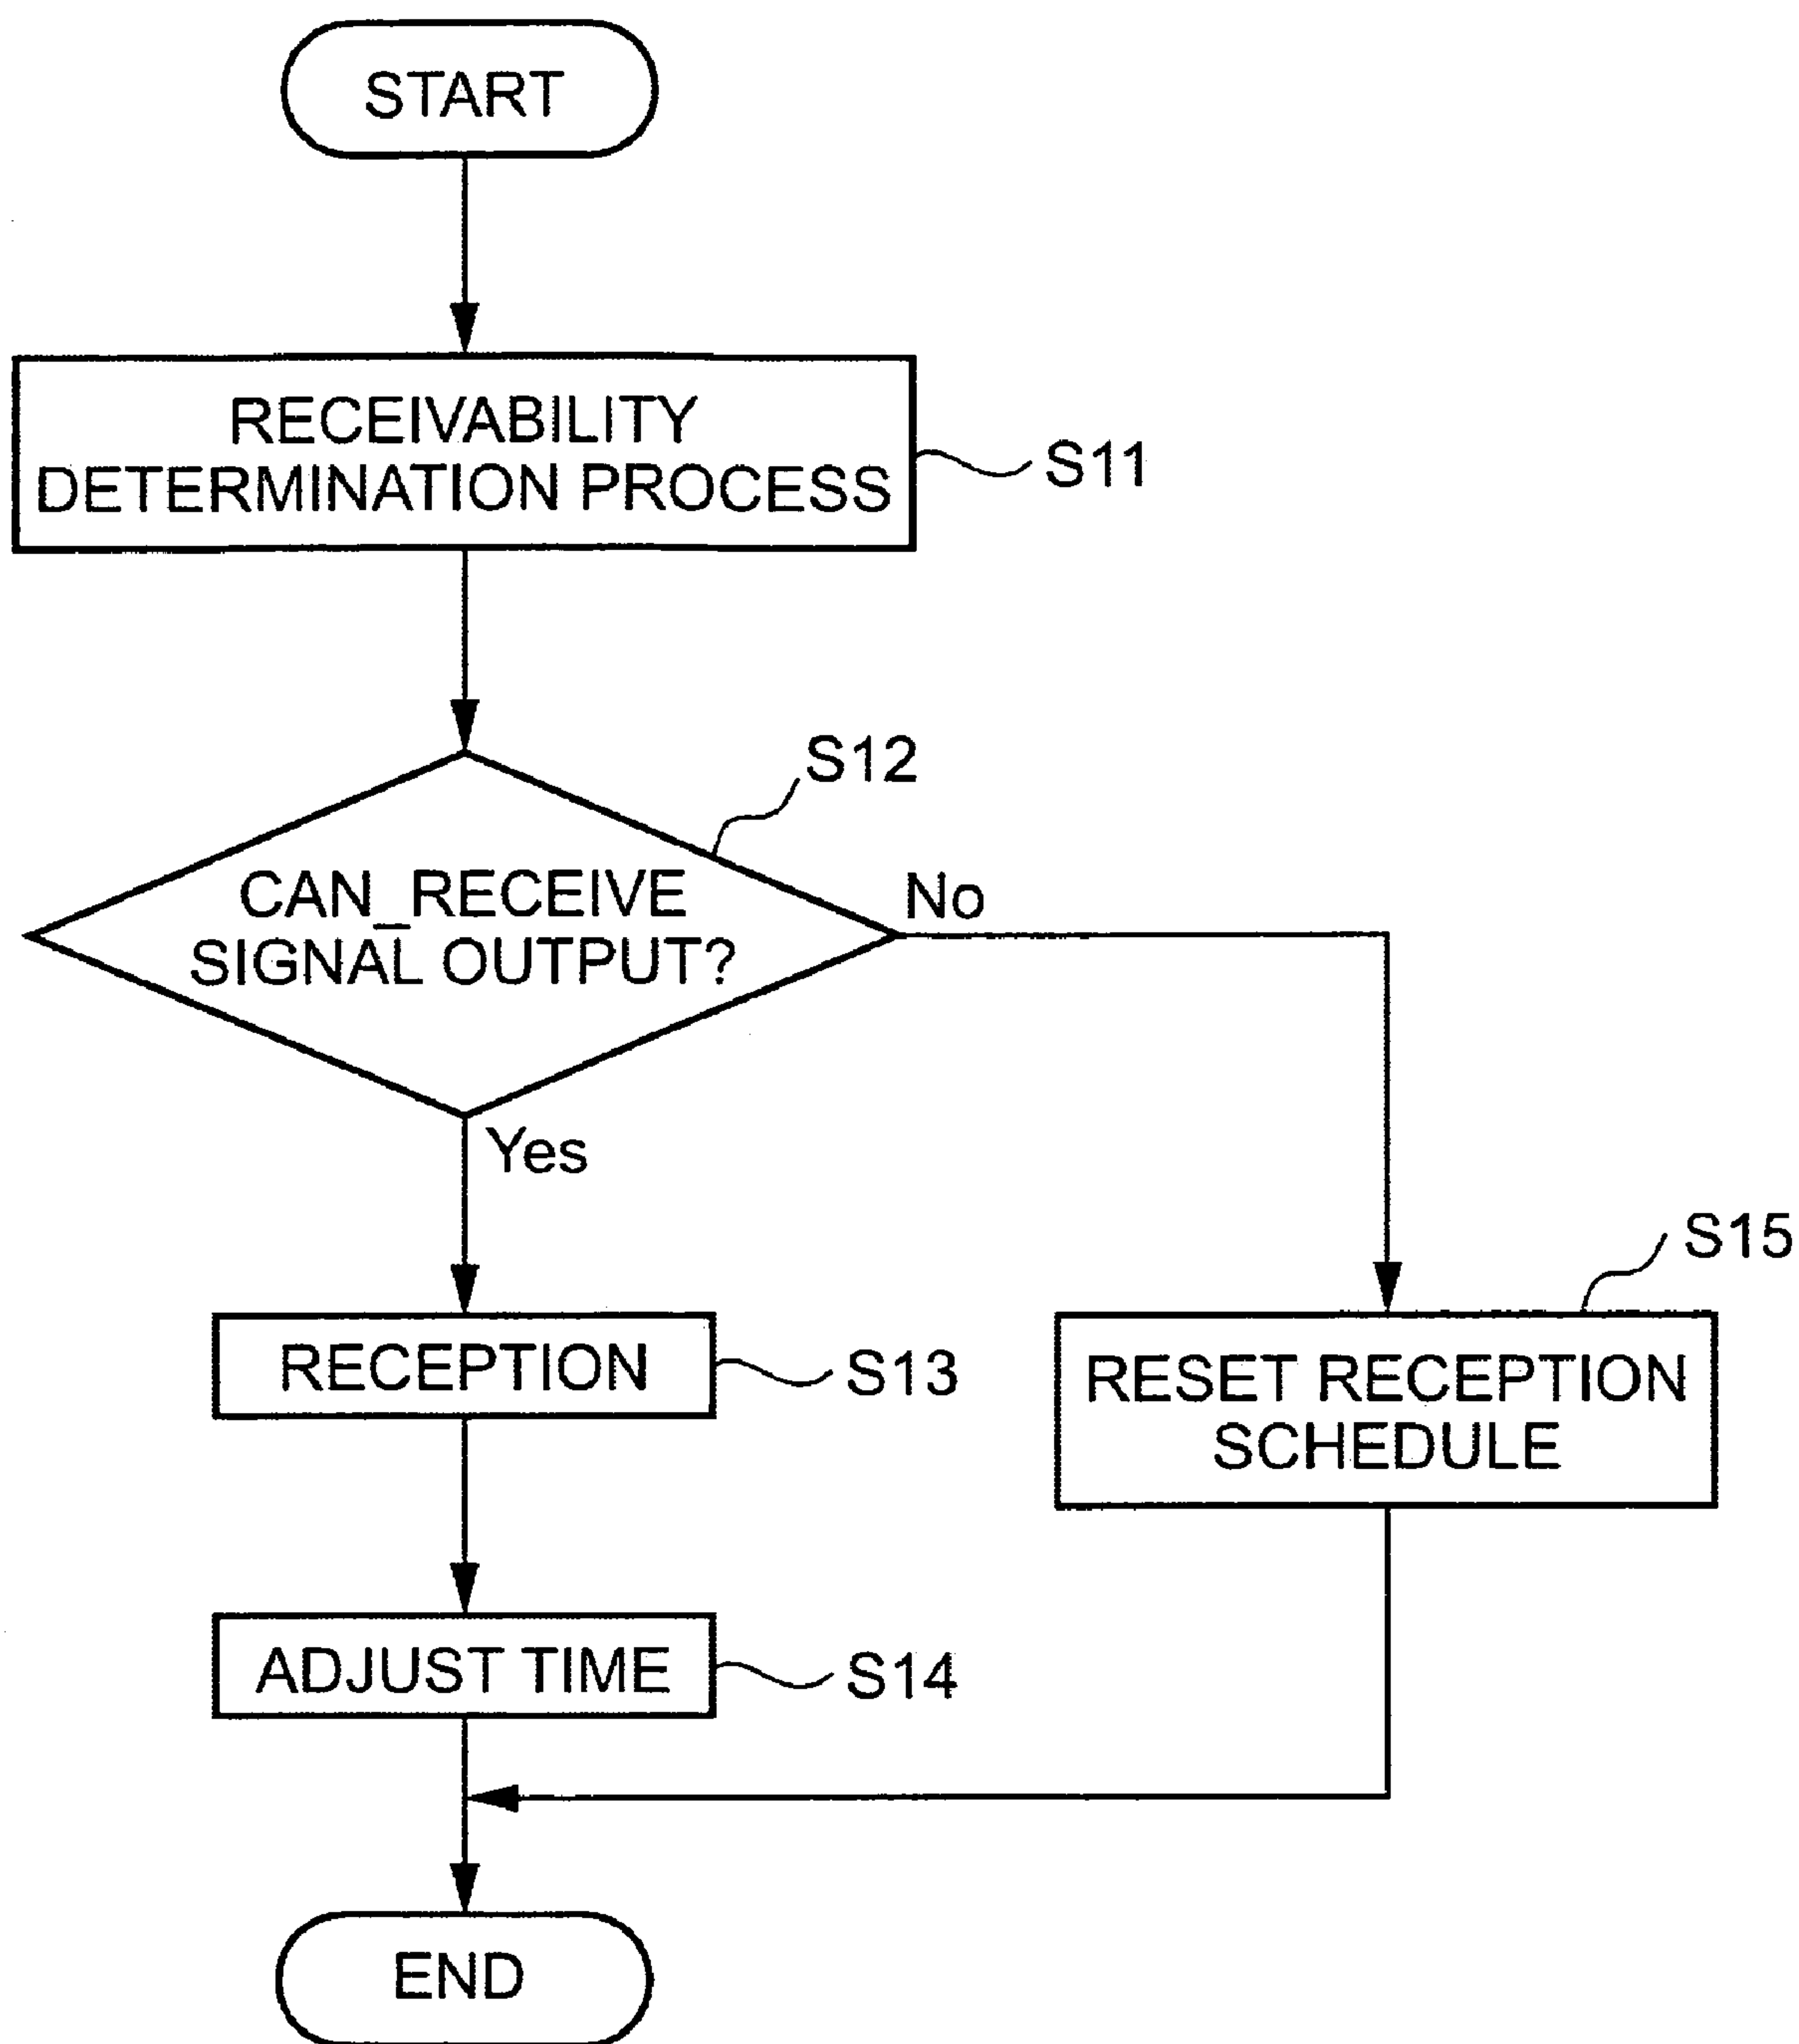 START
RECEIVABILITY
DETERMINATION PROCESS
S11
S12
CAN_RECEIVE
SIGNAL OUTPUT?
No
Yes
S15
RECEPTION
S13
RESET RECEPTION
SCHEDULE
ADJUST TIME
S14
END